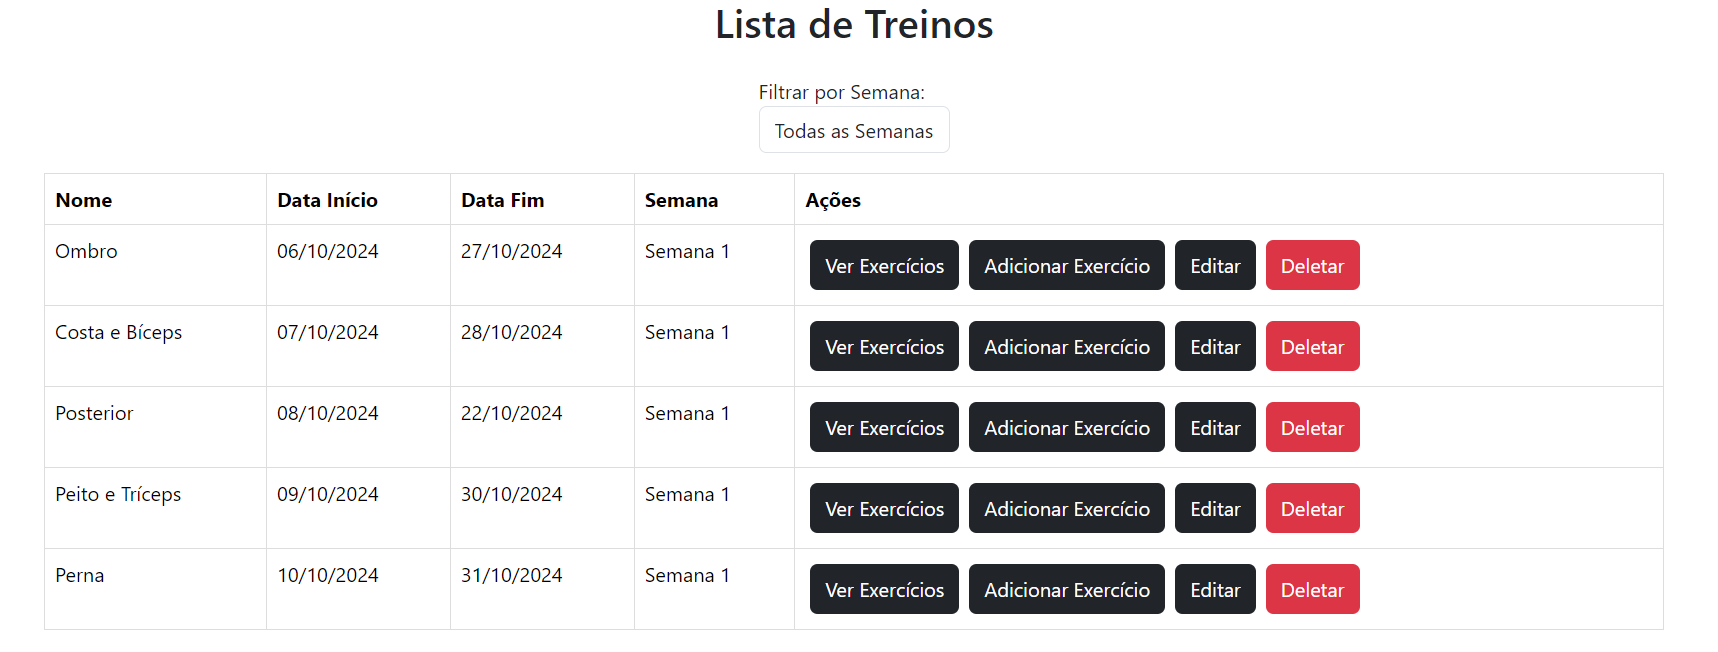 Lista de Treinos
Filtrar por Semana:
Todas as Semanas
Nome Data Início Data Fim Semana Ações
Ombro 06/10/2024 27/10/2024 Semana 1 Ver Exercícios Adicionar Exercício Editar Deletar
Costa e Bíceps 07/10/2024 28/10/2024 Semana 1 Ver Exercícios Adicionar Exercício Editar Deletar
Posterior 08/10/2024 22/10/2024 Semana 1 Ver Exercícios Adicionar Exercício Editar Deletar
Peito e Tríceps 09/10/2024 30/10/2024 Semana 1 Ver Exercícios Adicionar Exercício Editar Deletar
Perna 10/10/2024 31/10/2024 Semana 1 Ver Exercícios Adicionar Exercício Editar Deletar